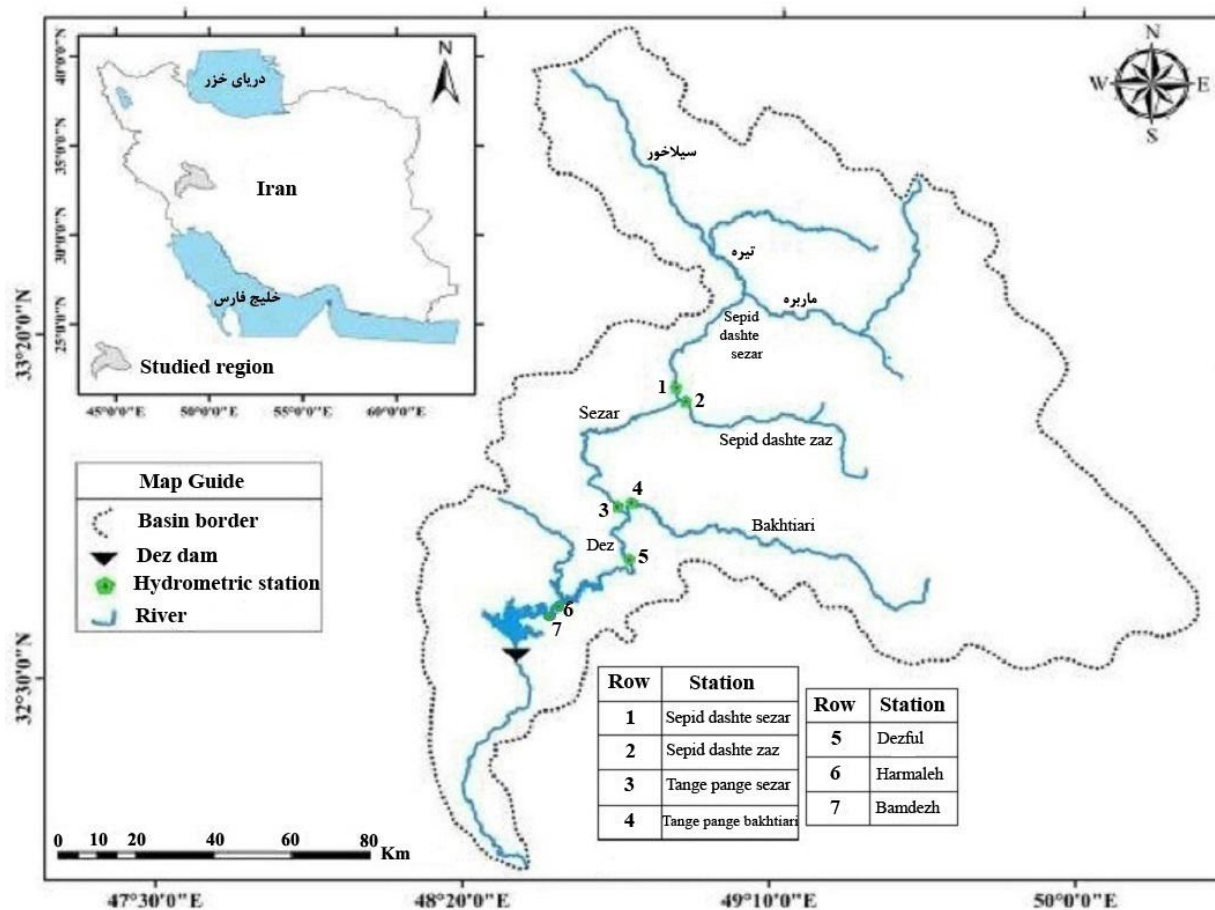 N
W E
S
40°0'0"N
35°0'0"N
30°0'0"N
25°0'0"N
دریای خزر
N
Iran
خلیج فارس
Studied region
45°0'0"E 50°0'0"E 55°0'0"E 60°0'0"E
33°20'0"N
32°30'0"N
سیلاخور
تیره
ماربره
Sepid
dashte
sezar
1
2
Sezar
Sepid dashte zaz
3
4
Bakhtiari
Dez
5
6
7
Map Guide
Basin border
Dez dam
Hydrometric station
River
Row Station
1 Sepid dashte sezar
2 Sepid dashte zaz
3 Tange pange sezar
4 Tange pange bakhtiari
Row Station
5 Dezful
6 Harmaleh
7 Bamdezh
0 10 20 40 60 80
Km
47°30'0"E 48°20'0"E 49°10'0"E 50°0'0"E